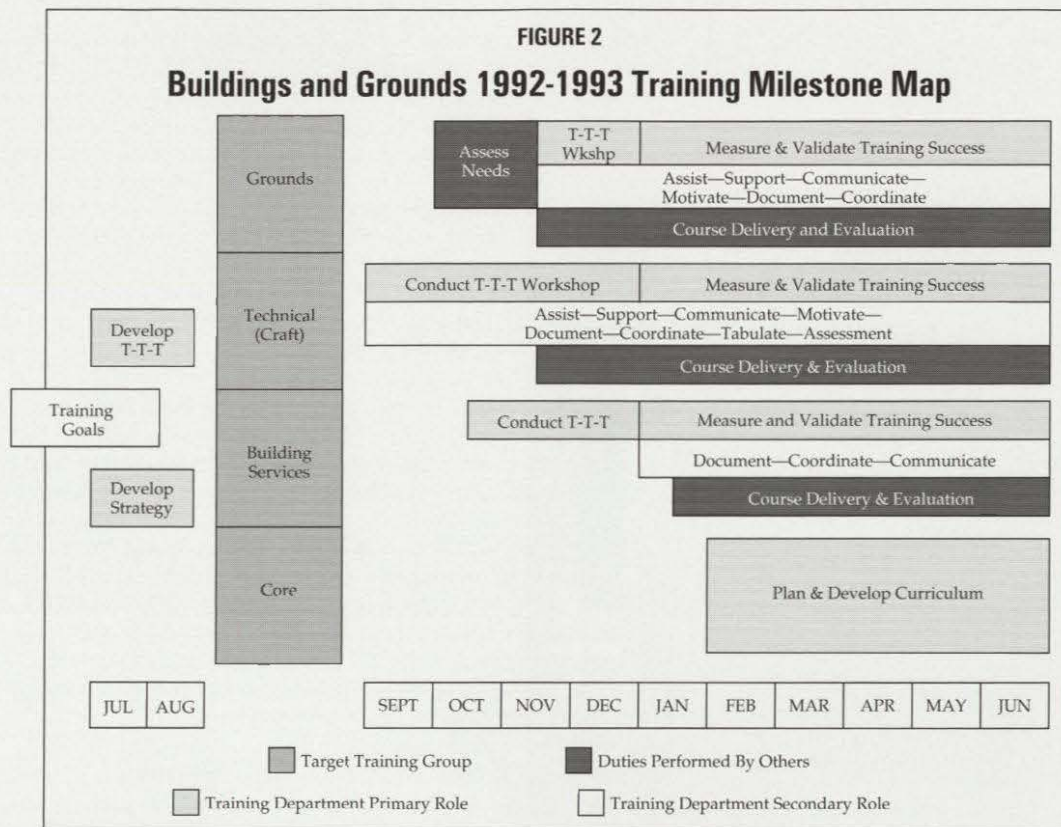 FIGURE 2
Buildings and Grounds 1992-1993 Training Milestone Map
Grounds
Assess
Needs
T-T-T
Wkshp
Measure & Validate Training Success
Assist—Support—Communicate—
Motivate—Document—Coordinate
Course Delivery and Evaluation
Develop
T-T-T
Technical
(Craft)
Conduct T-T-T Workshop
Measure & Validate Training Success
Assist—Support—Communicate—Motivate—
Document—Coordinate—Tabulate—Assessment
Course Delivery & Evaluation
Training
Goals
Develop
Strategy
Building
Services
Conduct T-T-T
Measure and Validate Training Success
Document—Coordinate—Communicate
Course Delivery & Evaluation
Core
Plan & Develop Curriculum
JUL AUG SEPT OCT NOV DEC JAN FEB MAR APR MAY JUN
Target Training Group
Duties Performed By Others
Training Department Primary Role
Training Department Secondary Role